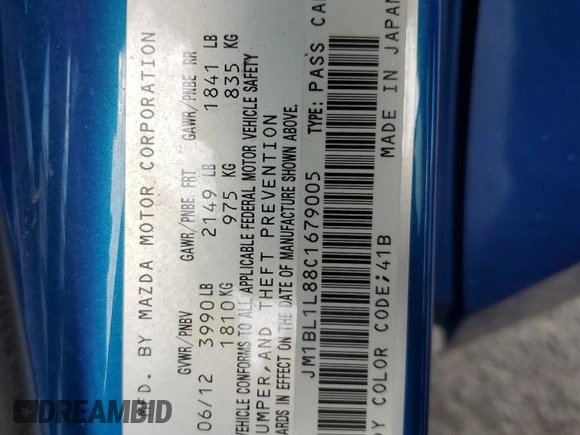 MFD. BY MAZDA MOTOR CORPORATION
GVWR/PNBV GAWR/PNBE FRT GAWR/PNBE RR
06/12 3990LB 2149 LB 1841 LB
1810KG 975 KG 835 KG
VEHICLE CONFORMS TO ALL APPLICABLE FEDERAL MOTOR VEHICLE SAFETY
UMPER, AND THEFT PREVENTION
ARDS IN EFFECT ON THE DATE OF MANUFACTURE SHOWN ABOVE.
JM1BL1L88C1679005 TYPE: PASS CA
DY COLOR CODE;41B MADE IN JAPAN
DREAMBID